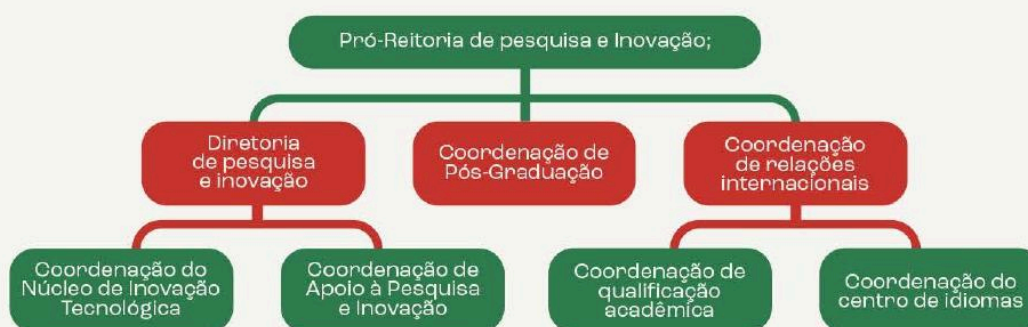 Pró-Reitoria de pesquisa e Inovação;
Diretoria
de pesquisa
e inovação
Coordenação de
Pós-Graduação
Coordenação
de relações
internacionais
Coordenação do
Núcleo de Inovação
Tecnológica
Coordenação de
Apoio à Pesquisa
e Inovação
Coordenação de
qualificação
acadêmica
Coordenação do
centro de idiomas